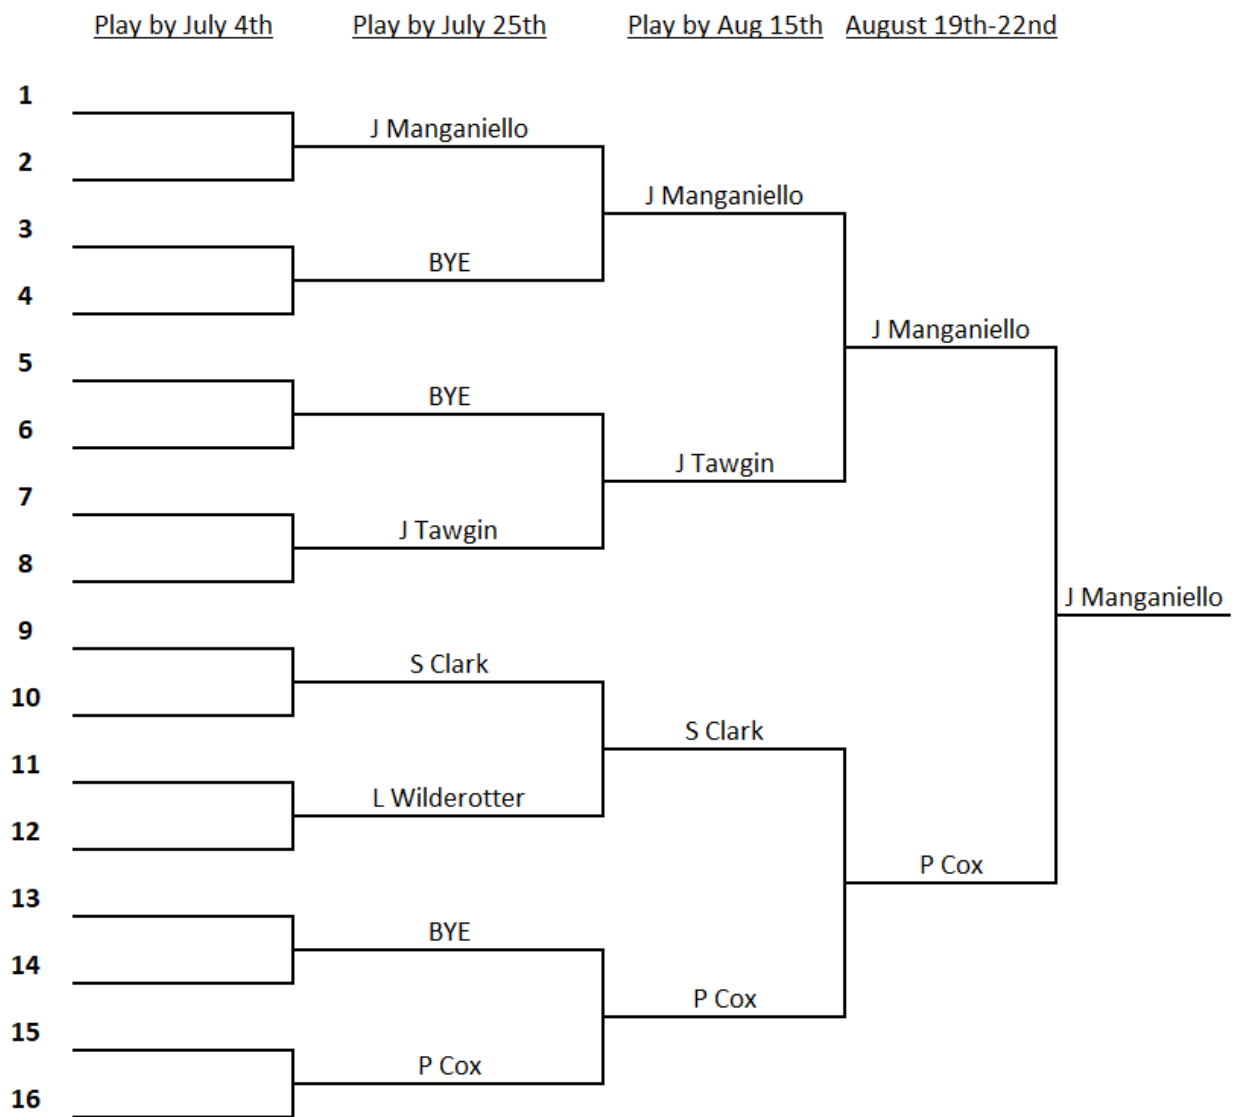 Play by July 4th Play by July 25th Play by Aug 15th August 19th-22nd
1
J Manganiello
2
J Manganiello
3
BYE
4
J Manganiello
5
BYE
6
J Tawgin
7
J Tawgin
8
J Manganiello
9
S Clark
10
S Clark
11
L Wilderotter
12
P Cox
13
BYE
14
P Cox
15
P Cox
16